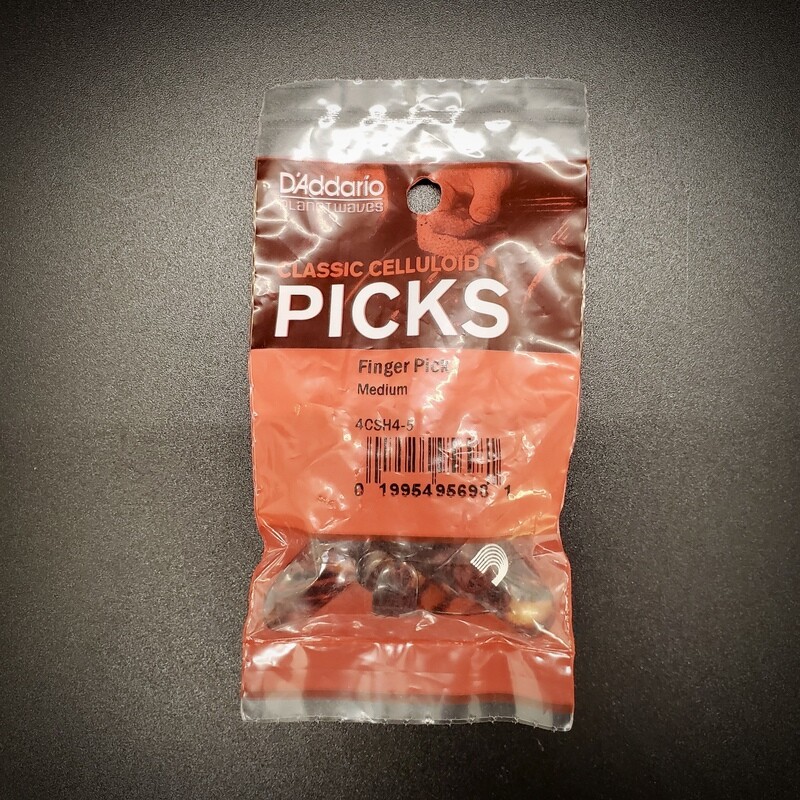 D'Addario
PLANET WAVES
CLASSIC CELLULOID
PICKS
Finger Pick
Medium
4CSH4-5
0 19954 95693 1